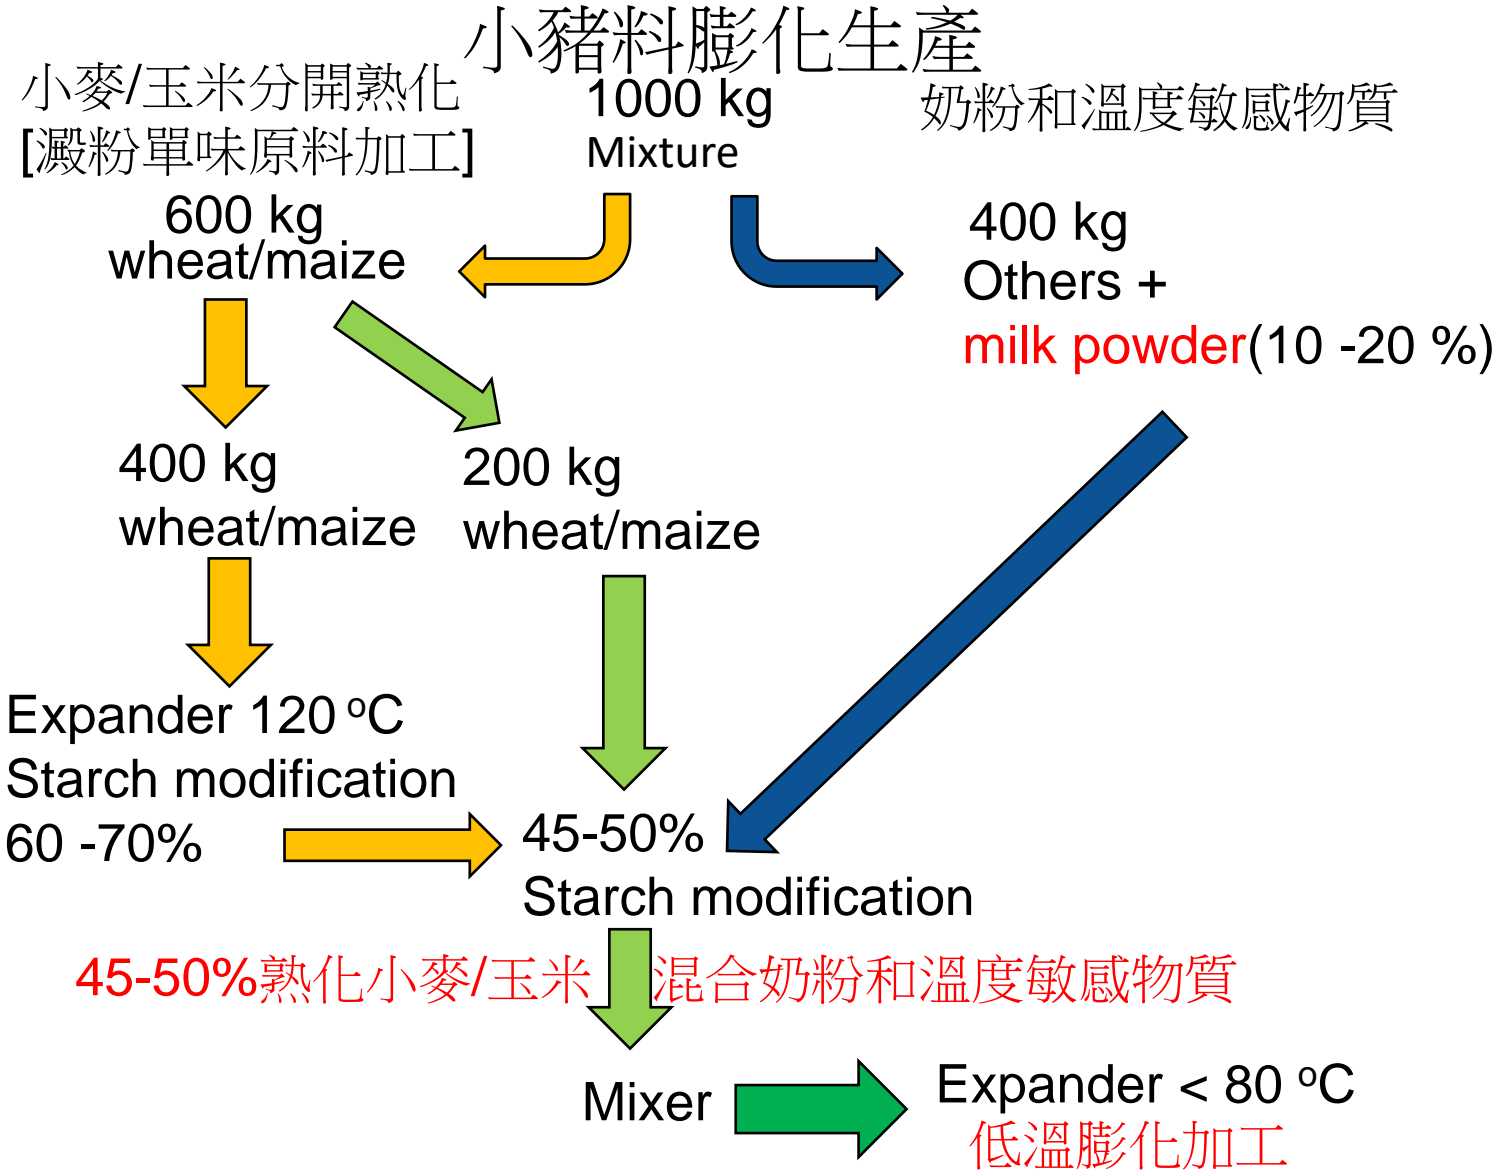 小豬料膨化生產
小麥/玉米分開熟化
[澱粉單味原料加工]
600 kg
wheat/maize
1000 kg
Mixture
奶粉和溫度敏感物質
400 kg
Others +
milk powder(10 -20 %)
400 kg
wheat/maize
200 kg
wheat/maize
Expander 120 ºC
Starch modification
60 -70%
45-50%
Starch modification
45-50%熟化小麥/玉米 混合奶粉和溫度敏感物質
Mixer
Expander < 80 ºC
低溫膨化加工